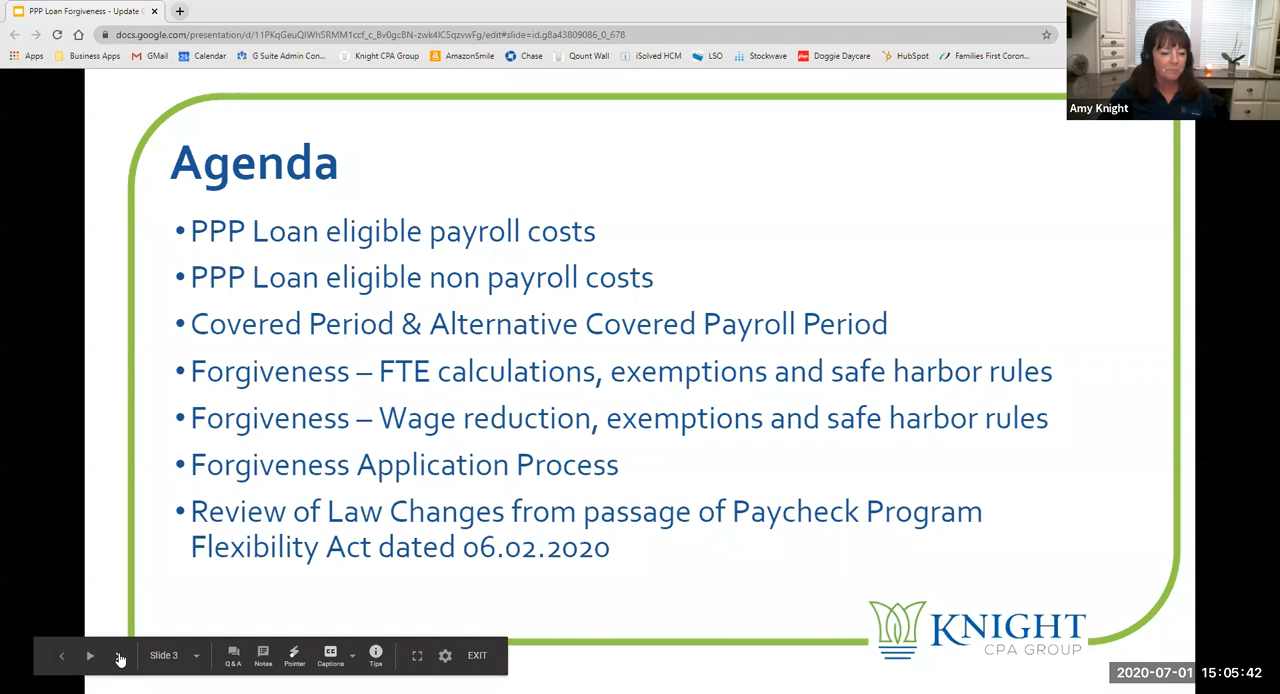 PPP Loan Forgiveness - Update
docs.google.com/presentation/d/11PKqGeuQIWhSRMM1ccf_c_Bv0gcBN-zwk4IC5qzvwFg/edit#slide=id.g8a43809086_0_678
Apps Business Apps GMail Calendar G Suite Admin Con... Knight CPA Group AmazonSmile Chase Qount Wall iSolved HCM LSO Stockwave Doggie Daycare HubSpot Families First Coron...
Amy Knight
Agenda
•PPP Loan eligible payroll costs
•PPP Loan eligible non payroll costs
•Covered Period & Alternative Covered Payroll Period
•Forgiveness – FTE calculations, exemptions and safe harbor rules
•Forgiveness – Wage reduction, exemptions and safe harbor rules
•Forgiveness Application Process
•Review of Law Changes from passage of Paycheck Program
Flexibility Act dated 06.02.2020
KNIGHT
CPA GROUP
Slide 3 Q&A Notes Pointer Captions Tips EXIT
2020-07-01 15:05:42